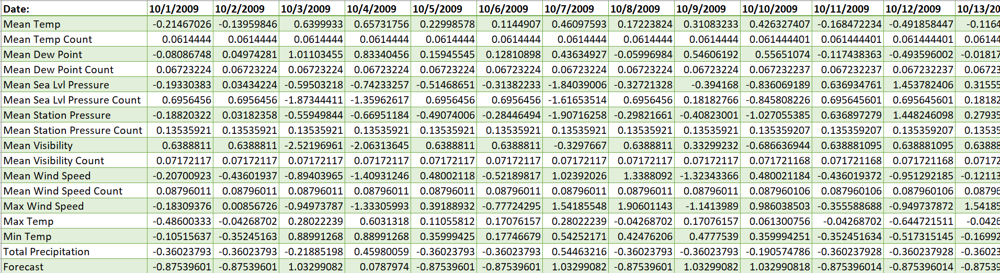 Date: 10/1/2009 10/2/2009 10/3/2009 10/4/2009 10/5/2009 10/6/2009 10/7/2009 10/8/2009 10/9/2009 10/10/2009 10/11/2009 10/12/2009 10/13/20
Mean Temp -0.21467026 -0.13959846 0.6399933 0.65731756 0.22998578 0.1144907 0.46097593 0.17223824 0.31083233 0.426327407 -0.168472234 -0.491858447 -0.1164
Mean Temp Count 0.0614444 0.0614444 0.0614444 0.0614444 0.0614444 0.0614444 0.0614444 0.0614444 0.0614444 0.061444401 0.061444401 0.061444401 0.06144
Mean Dew Point -0.08086748 0.04974281 1.01103455 0.83340456 0.15945545 0.12810898 0.43634927 -0.05996984 0.54606192 0.55651074 -0.117438363 -0.493596002 -0.01817
Mean Dew Point Count 0.06723224 0.06723224 0.06723224 0.06723224 0.06723224 0.06723224 0.06723224 0.06723224 0.06723224 0.067232237 0.067232237 0.067232237 0.06723
Mean Sea Lvl Pressure -0.19330383 0.03434224 -0.59503218 -0.74233257 -0.51468651 -0.31382233 -1.84039006 -0.32721328 -0.394168 -0.836069189 0.636934761 1.453782406 0.31555
Mean Sea Lvl Pressure Count 0.6956456 0.6956456 -1.87344411 -1.35962617 0.6956456 0.6956456 -1.61653514 0.6956456 0.18182766 -0.845808226 0.695645601 0.695645601 0.18182
Mean Station Pressure -0.18820322 0.03182358 -0.55949844 -0.66951184 -0.49074006 -0.28446494 -1.90716258 -0.29821661 -0.40823001 -1.027055385 0.636897279 1.448246098 0.27935
Mean Station Pressure Count 0.13535921 0.13535921 0.13535921 0.13535921 0.13535921 0.13535921 0.13535921 0.13535921 0.13535921 0.135359207 0.135359207 0.135359207 0.13535
Mean Visibility 0.6388811 0.6388811 -2.52196961 -2.06313645 0.6388811 0.6388811 -0.3297667 0.6388811 0.33299232 -0.686636944 0.638881095 0.638881095 0.63888
Mean Visibility Count 0.07172117 0.07172117 0.07172117 0.07172117 0.07172117 0.07172117 0.07172117 0.07172117 0.07172117 0.071721168 0.071721168 0.071721168 0.07172
Mean Wind Speed -0.20700923 -0.43601937 -0.89403965 -1.40931246 0.48002118 -0.52189817 1.02392026 1.3388092 -1.32343366 0.480021184 -0.436019372 -0.951292185 -0.12113
Mean Wind Speed Count 0.08796011 0.08796011 0.08796011 0.08796011 0.08796011 0.08796011 0.08796011 0.08796011 0.08796011 0.087960106 0.087960106 0.087960106 0.08796
Max Wind Speed -0.18309376 0.00856726 -0.94973787 -1.33305993 0.39188932 -0.77724295 1.54185548 1.90601143 -1.1413989 0.986038503 -0.355588688 -0.949737872 1.54185
Max Temp -0.48600333 -0.04268702 0.28022239 0.6031318 0.11055812 0.17076157 0.28022239 -0.04268702 0.17076157 0.061300756 -0.04268702 -0.644721511 -0.0426
Min Temp -0.10515637 -0.35245163 0.88991268 0.88991268 0.35999425 0.17746679 0.54252171 0.42476206 0.4777539 0.359994251 -0.352451634 -0.517315145 -0.16992
Total Precipitation -0.36023793 -0.36023793 -0.21885198 0.45980059 -0.36023793 -0.36023793 0.54463216 -0.36023793 -0.36023793 -0.190574786 -0.360237928 -0.360237928 -0.36023
Forecast -0.87539601 -0.87539601 1.03299082 0.0787974 -0.87539601 -0.87539601 1.03299082 -0.87539601 1.03299082 1.032990818 -0.875396014 -0.875396014 -0.87539